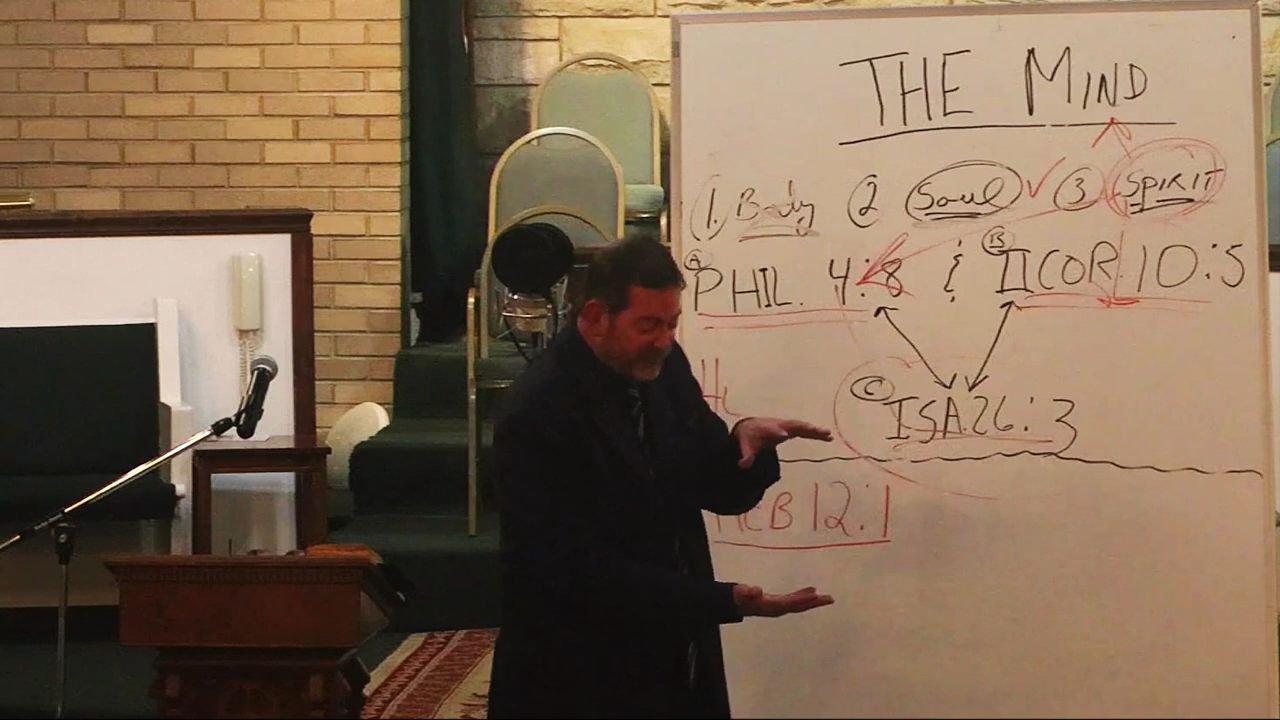 THE MIND
1. Body 2 Soul 3 SPIRIT
A PHIL. 4:8 & B II COR 10:5
C ISA. 26:3
HEB 12:1